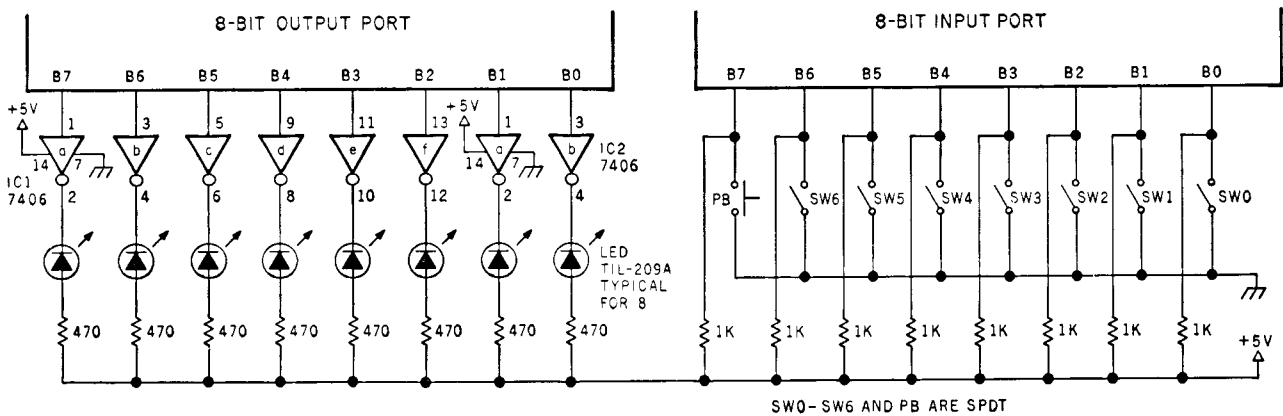 8-BIT OUTPUT PORT
8-BIT INPUT PORT
B7 B6 B5 B4 B3 B2 B1 B0
B7 B6 B5 B4 B3 B2 B1 B0
+5V
+5V
1 3 5 9 11 13 1 3
a b c d e f a b
14 7
14 7
IC2
7406
IC1
7406
2 4 6 8 10 12 2 4
PB SW6 SW5 SW4 SW3 SW2 SW1 SW0
LED
TIL-209A
TYPICAL
FOR 8
470 470 470 470 470 470 470 470
1K 1K 1K 1K 1K 1K 1K 1K
+5V
SW0-SW6 AND PB ARE SPDT